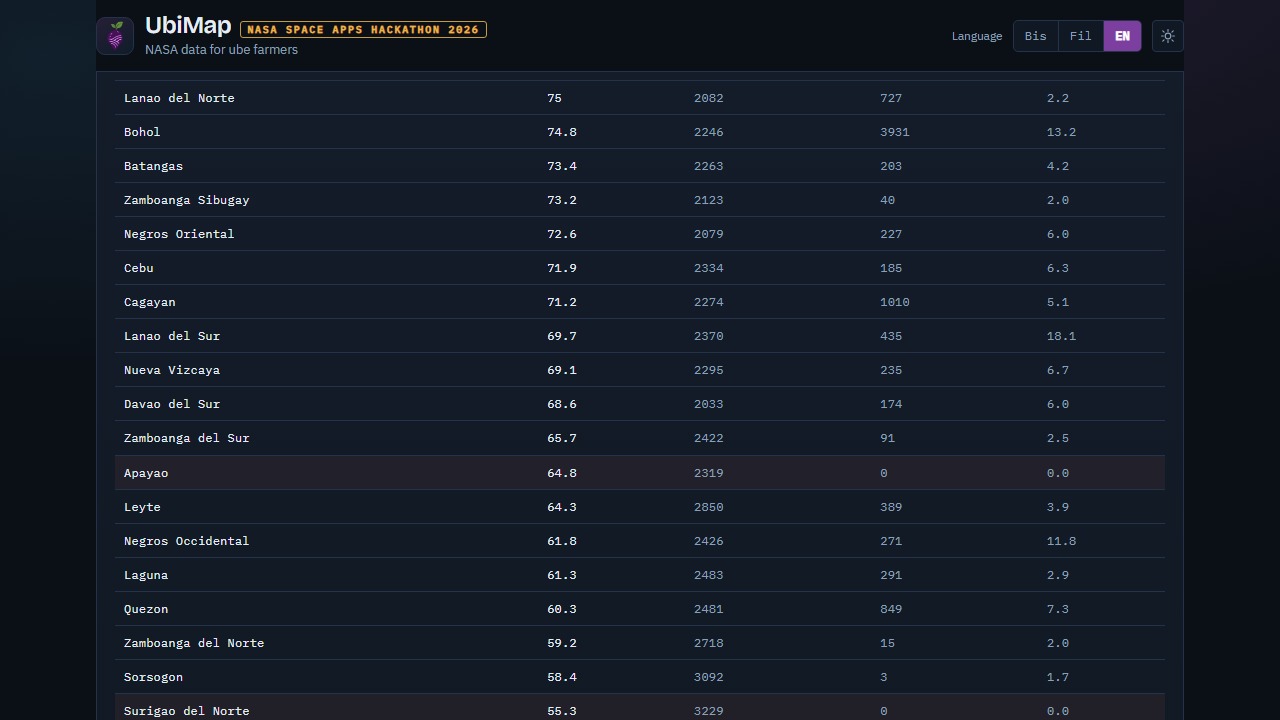 UbiMap NASA SPACE APPS HACKATHON 2026
NASA data for ube farmers
Language Bis Fil EN
Lanao del Norte 75 2082 727 2.2
Bohol 74.8 2246 3931 13.2
Batangas 73.4 2263 203 4.2
Zamboanga Sibugay 73.2 2123 40 2.0
Negros Oriental 72.6 2079 227 6.0
Cebu 71.9 2334 185 6.3
Cagayan 71.2 2274 1010 5.1
Lanao del Sur 69.7 2370 435 18.1
Nueva Vizcaya 69.1 2295 235 6.7
Davao del Sur 68.6 2033 174 6.0
Zamboanga del Sur 65.7 2422 91 2.5
Apayao 64.8 2319 0 0.0
Leyte 64.3 2850 389 3.9
Negros Occidental 61.8 2426 271 11.8
Laguna 61.3 2483 291 2.9
Quezon 60.3 2481 849 7.3
Zamboanga del Norte 59.2 2718 15 2.0
Sorsogon 58.4 3092 3 1.7
Surigao del Norte 55.3 3229 0 0.0